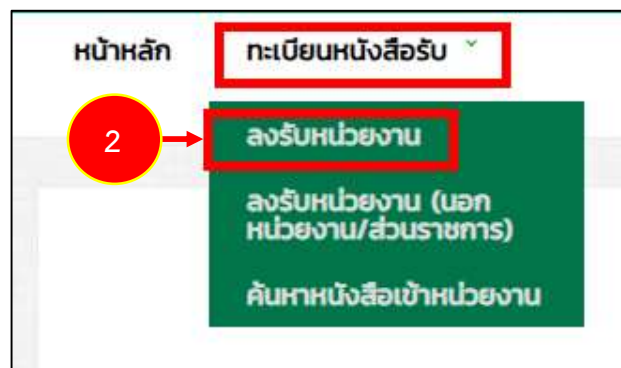 หน้าหลัก ทะเบียนหนังสือรับ
2 ลงรับหน่วยงาน
ลงรับหน่วยงาน (นอก
หน่วยงาน/ส่วนราชการ)
ค้นหาหนังสือเข้าหน่วยงาน